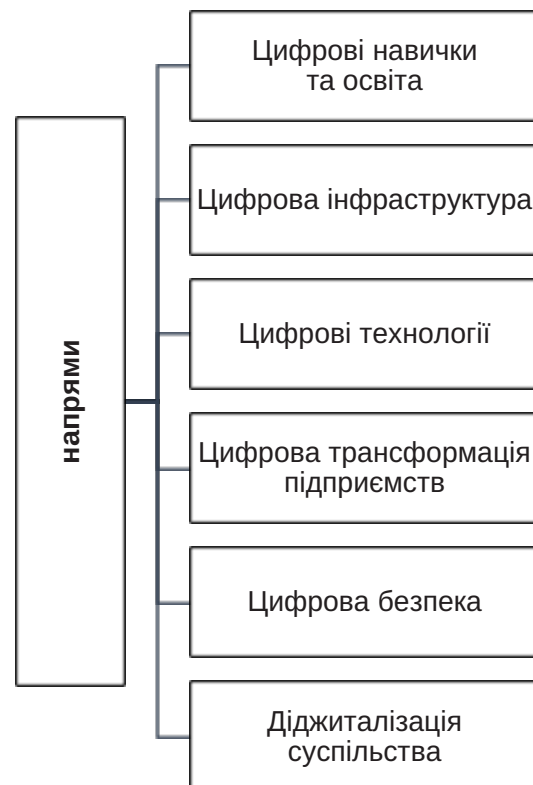 напрями
Цифрові навички
та освіта
Цифрова інфраструктура
Цифрові технології
Цифрова трансформація
підприємств
Цифрова безпека
Діджиталізація
суспільства